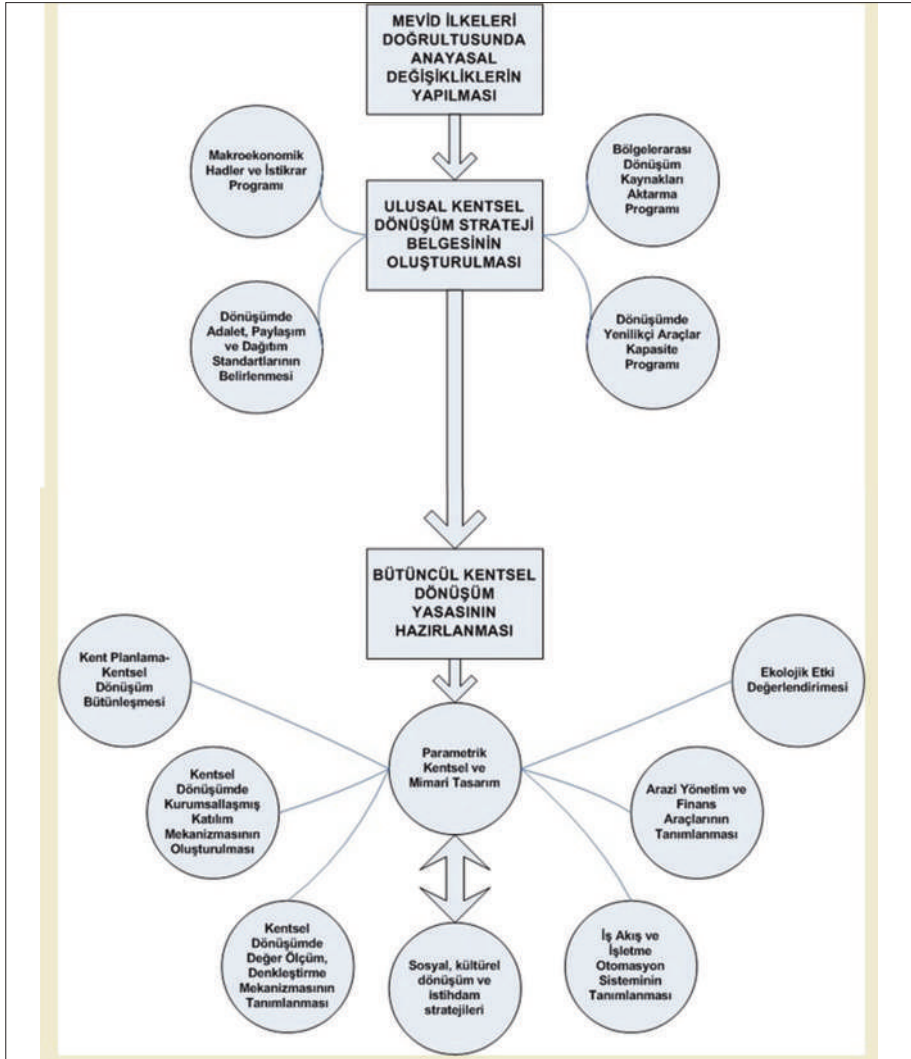 MEVİD İLKELERİ
DOĞRULTUSUNDA
ANAYASAL
DEĞİŞİKLİKLERİN
YAPILMASI
Makroekonomik
Hadler ve İstikrar
Programı
Bölgelerarası
Dönüşüm
Kaynakları
Aktarma
Programı
ULUSAL KENTSEL
DÖNÜŞÜM STRATEJİ
BELGESİNİN
OLUŞTURULMASI
Dönüşümde
Adalet, Paylaşım
ve Dağıtım
Standartlarının
Belirlenmesi
Dönüşümde
Yenilikçi Araçlar
Kapasite
Programı
BÜTÜNCÜL KENTSEL
DÖNÜŞÜM
YASASININ
HAZIRLANMASI
Kent Planlama-
Kentsel
Dönüşüm
Bütünleşmesi
Ekolojik Etki
Değerlendirimesi
Parametrik
Kentsel ve
Mimari Tasarım
Kentsel
Dönüşümde
Kurumsallaşmış
Katılım
Mekanizmasının
Oluşturulması
Arazi Yönetim ve
Finans
Araçlarının
Tanımlanması
Kentsel
Dönüşümde
Değer Ölçüm,
Denkleştirme
Mekanizmasının
Tanımlanması
Sosyal, kültürel
dönüşüm ve
istihdam
stratejileri
İş Akış ve
İşletme
Otomasyon
Sisteminin
Tanımlanması